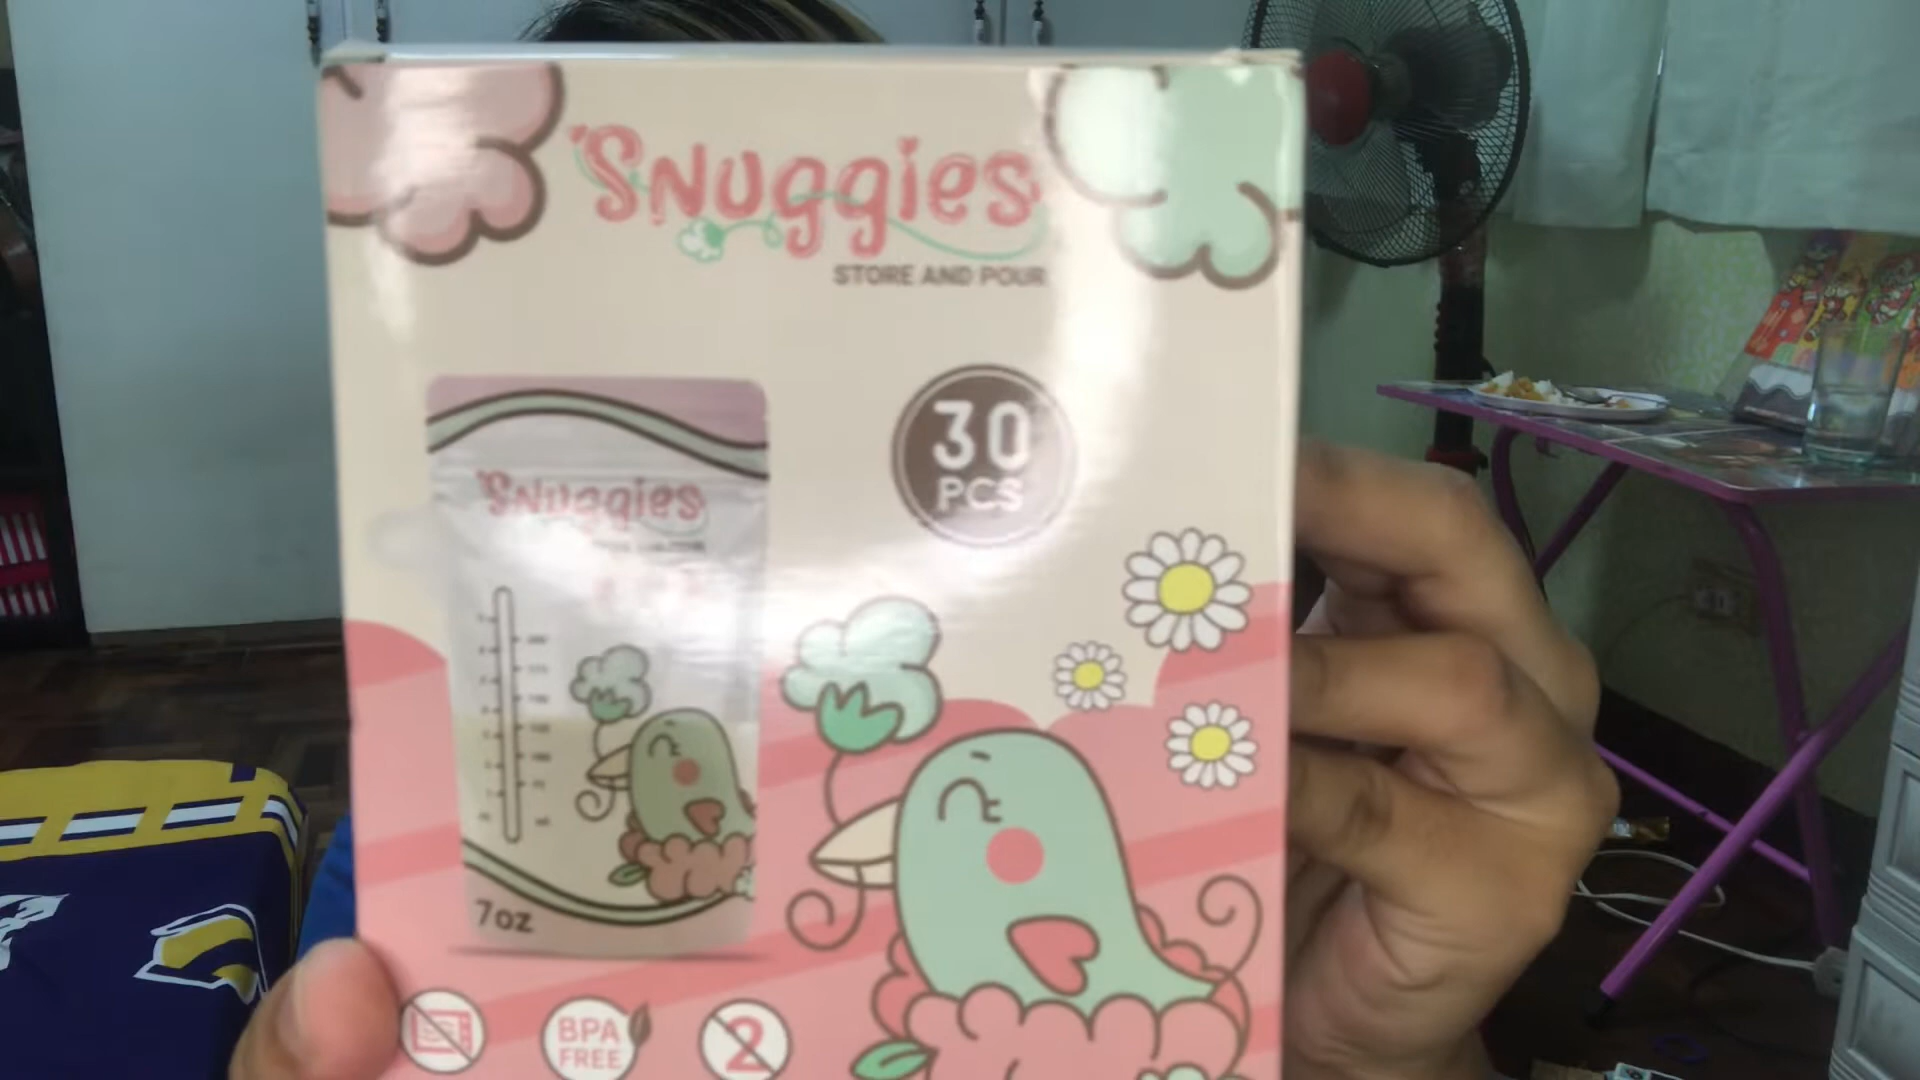 Snuggies
STORE AND POUR
30
PCS
Snuggies
7oz
BPA
FREE
2